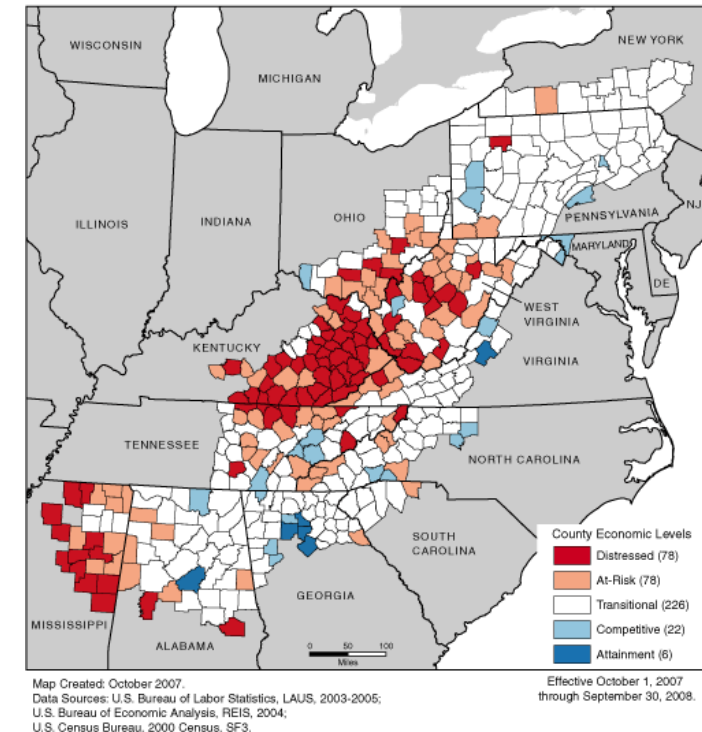 WISCONSIN
NEW YORK
MICHIGAN
ILLINOIS
INDIANA
OHIO
PENNSYLVANIA
NJ
MARYLAND
DE
WEST
VIRGINIA
KENTUCKY
VIRGINIA
TENNESSEE
NORTH CAROLINA
SOUTH
CAROLINA
GEORGIA
MISSISSIPPI
ALABAMA
0 50 100
Miles
County Economic Levels
Distressed (78)
At-Risk (78)
Transitional (226)
Competitive (22)
Attainment (6)
Map Created: October 2007.
Data Sources: U.S. Bureau of Labor Statistics, LAUS, 2003-2005;
U.S. Bureau of Economic Analysis, REIS, 2004;
U.S. Census Bureau, 2000 Census, SF3.
Effective October 1, 2007
through September 30, 2008.